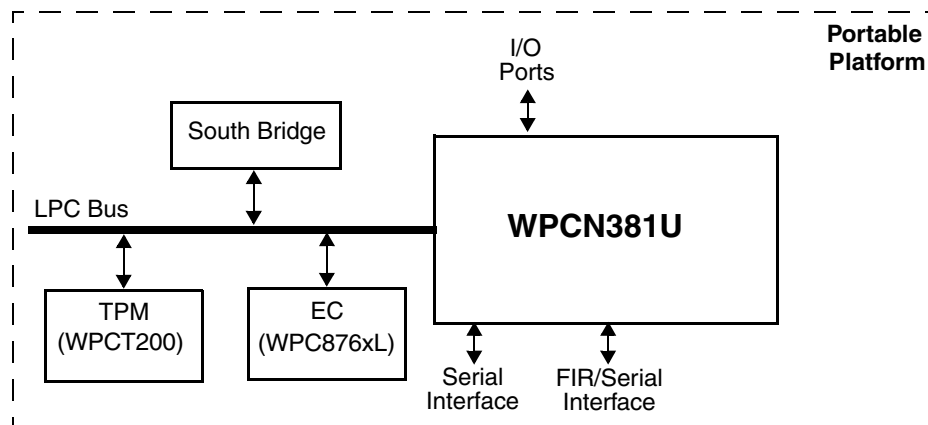 Portable
Platform
I/O
Ports
South Bridge
LPC Bus
WPCN381U
TPM
(WPCT200)
EC
(WPC876xL)
Serial
Interface
FIR/Serial
Interface